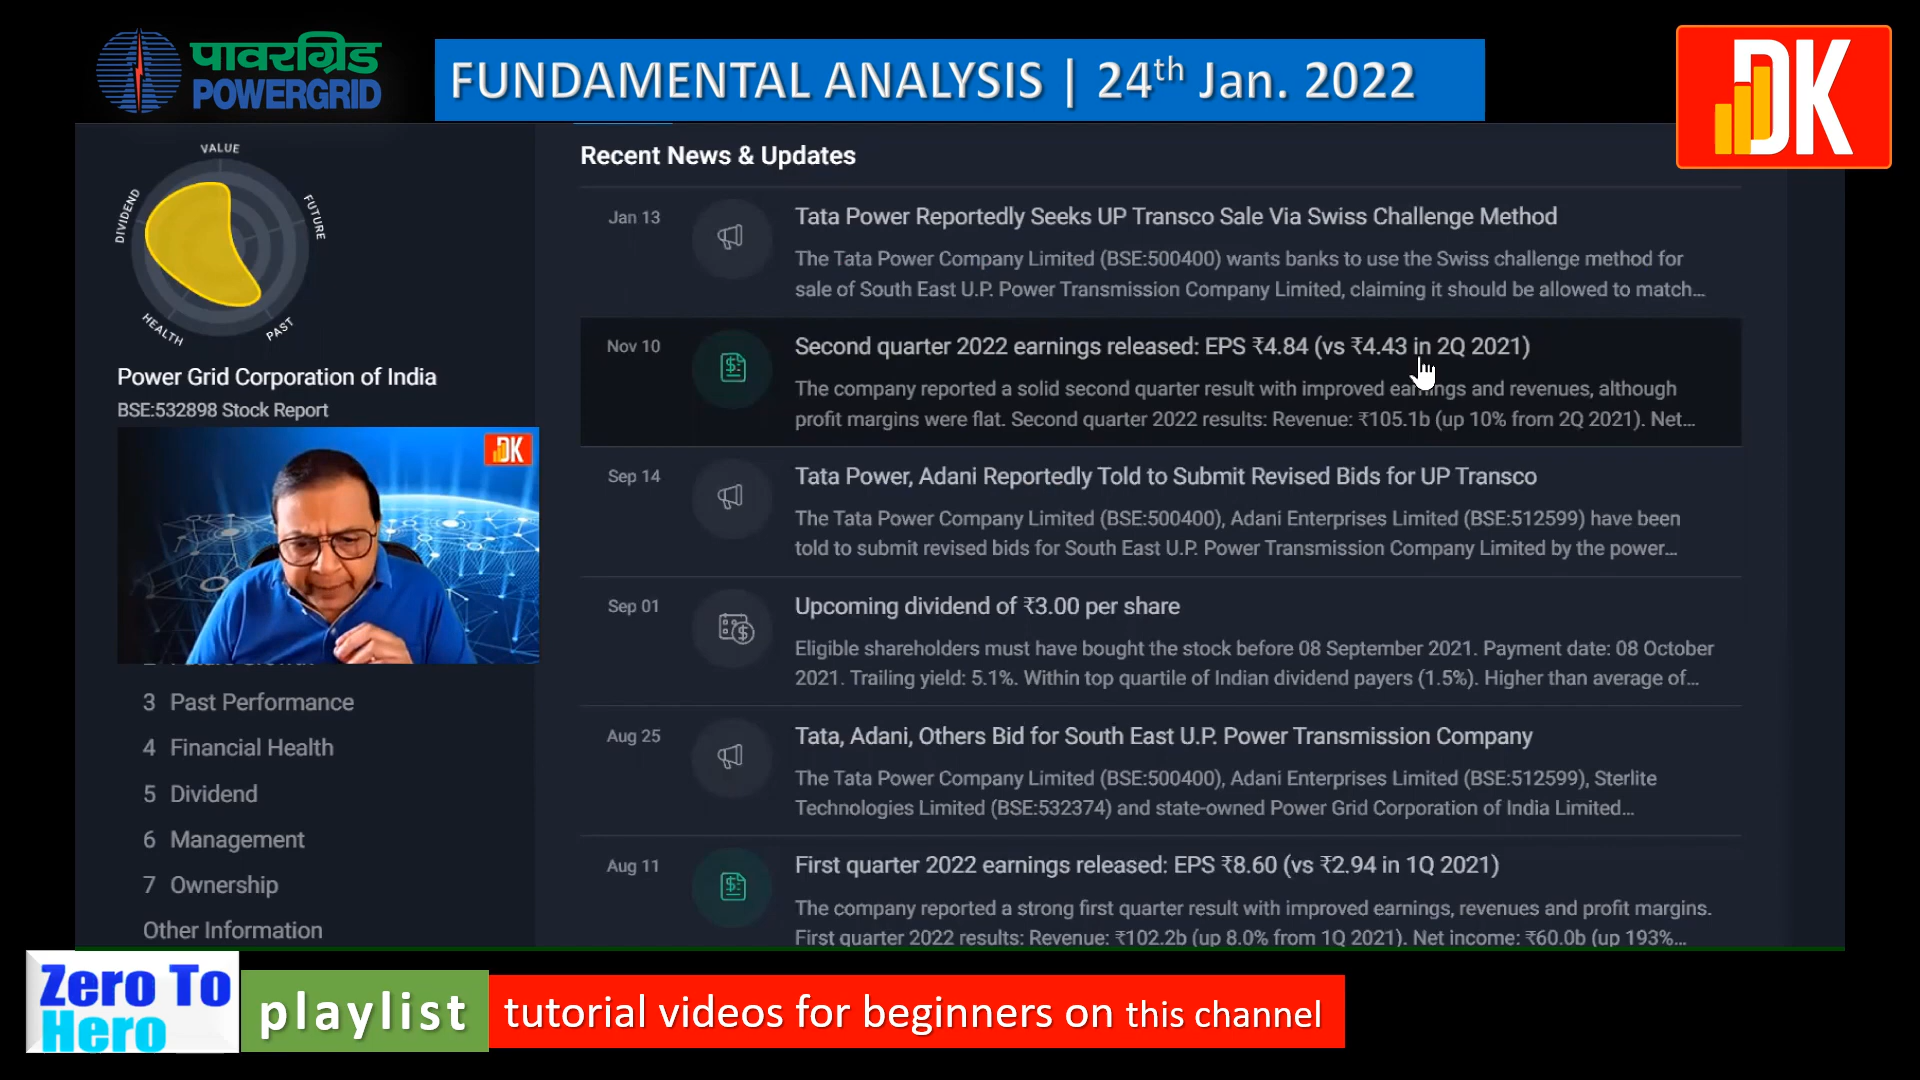 पावरग्रिड
POWERGRID
FUNDAMENTAL ANALYSIS | 24th Jan. 2022
DK
VALUE
FUTURE
PAST
HEALTH
DIVIDEND
Power Grid Corporation of India
BSE:532898 Stock Report
DK
3 Past Performance
4 Financial Health
5 Dividend
6 Management
7 Ownership
Other Information
Recent News & Updates
Jan 13
Tata Power Reportedly Seeks UP Transco Sale Via Swiss Challenge Method
The Tata Power Company Limited (BSE:500400) wants banks to use the Swiss challenge method for
sale of South East U.P. Power Transmission Company Limited, claiming it should be allowed to match...
Nov 10
Second quarter 2022 earnings released: EPS ₹4.84 (vs ₹4.43 in 2Q 2021)
The company reported a solid second quarter result with improved earnings and revenues, although
profit margins were flat. Second quarter 2022 results: Revenue: ₹105.1b (up 10% from 2Q 2021). Net...
Sep 14
Tata Power, Adani Reportedly Told to Submit Revised Bids for UP Transco
The Tata Power Company Limited (BSE:500400), Adani Enterprises Limited (BSE:512599) have been
told to submit revised bids for South East U.P. Power Transmission Company Limited by the power...
Sep 01
Upcoming dividend of ₹3.00 per share
Eligible shareholders must have bought the stock before 08 September 2021. Payment date: 08 October
2021. Trailing yield: 5.1%. Within top quartile of Indian dividend payers (1.5%). Higher than average of...
Aug 25
Tata, Adani, Others Bid for South East U.P. Power Transmission Company
The Tata Power Company Limited (BSE:500400), Adani Enterprises Limited (BSE:512599), Sterlite
Technologies Limited (BSE:532374) and state-owned Power Grid Corporation of India Limited...
Aug 11
First quarter 2022 earnings released: EPS ₹8.60 (vs ₹2.94 in 1Q 2021)
The company reported a strong first quarter result with improved earnings, revenues and profit margins.
First quarter 2022 results: Revenue: ₹102.2b (up 8.0% from 1Q 2021). Net income: ₹60.0b (up 193%...
Zero To
Hero
playlist
tutorial videos for beginners on this channel